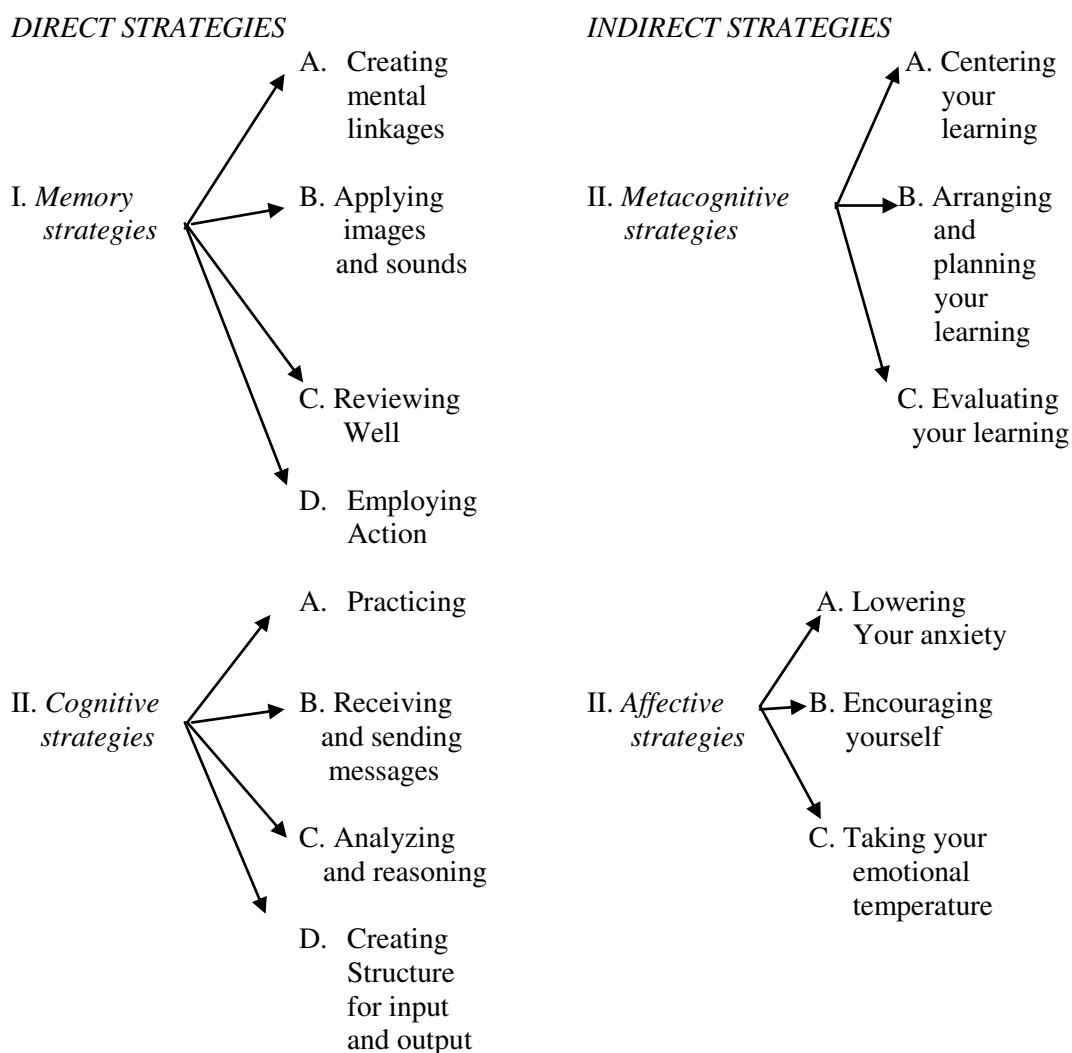 DIRECT STRATEGIES
A. Creating
mental
linkages
I. Memory
strategies
B. Applying
images
and sounds
C. Reviewing
Well
D. Employing
Action
A. Practicing
II. Cognitive
strategies
B. Receiving
and sending
messages
C. Analyzing
and reasoning
D. Creating
Structure
for input
and output
INDIRECT STRATEGIES
A. Centering
your
learning
II. Metacognitive
strategies
B. Arranging
and
planning
your
learning
C. Evaluating
your learning
A. Lowering
Your anxiety
II. Affective
strategies
B. Encouraging
yourself
C. Taking your
emotional
temperature